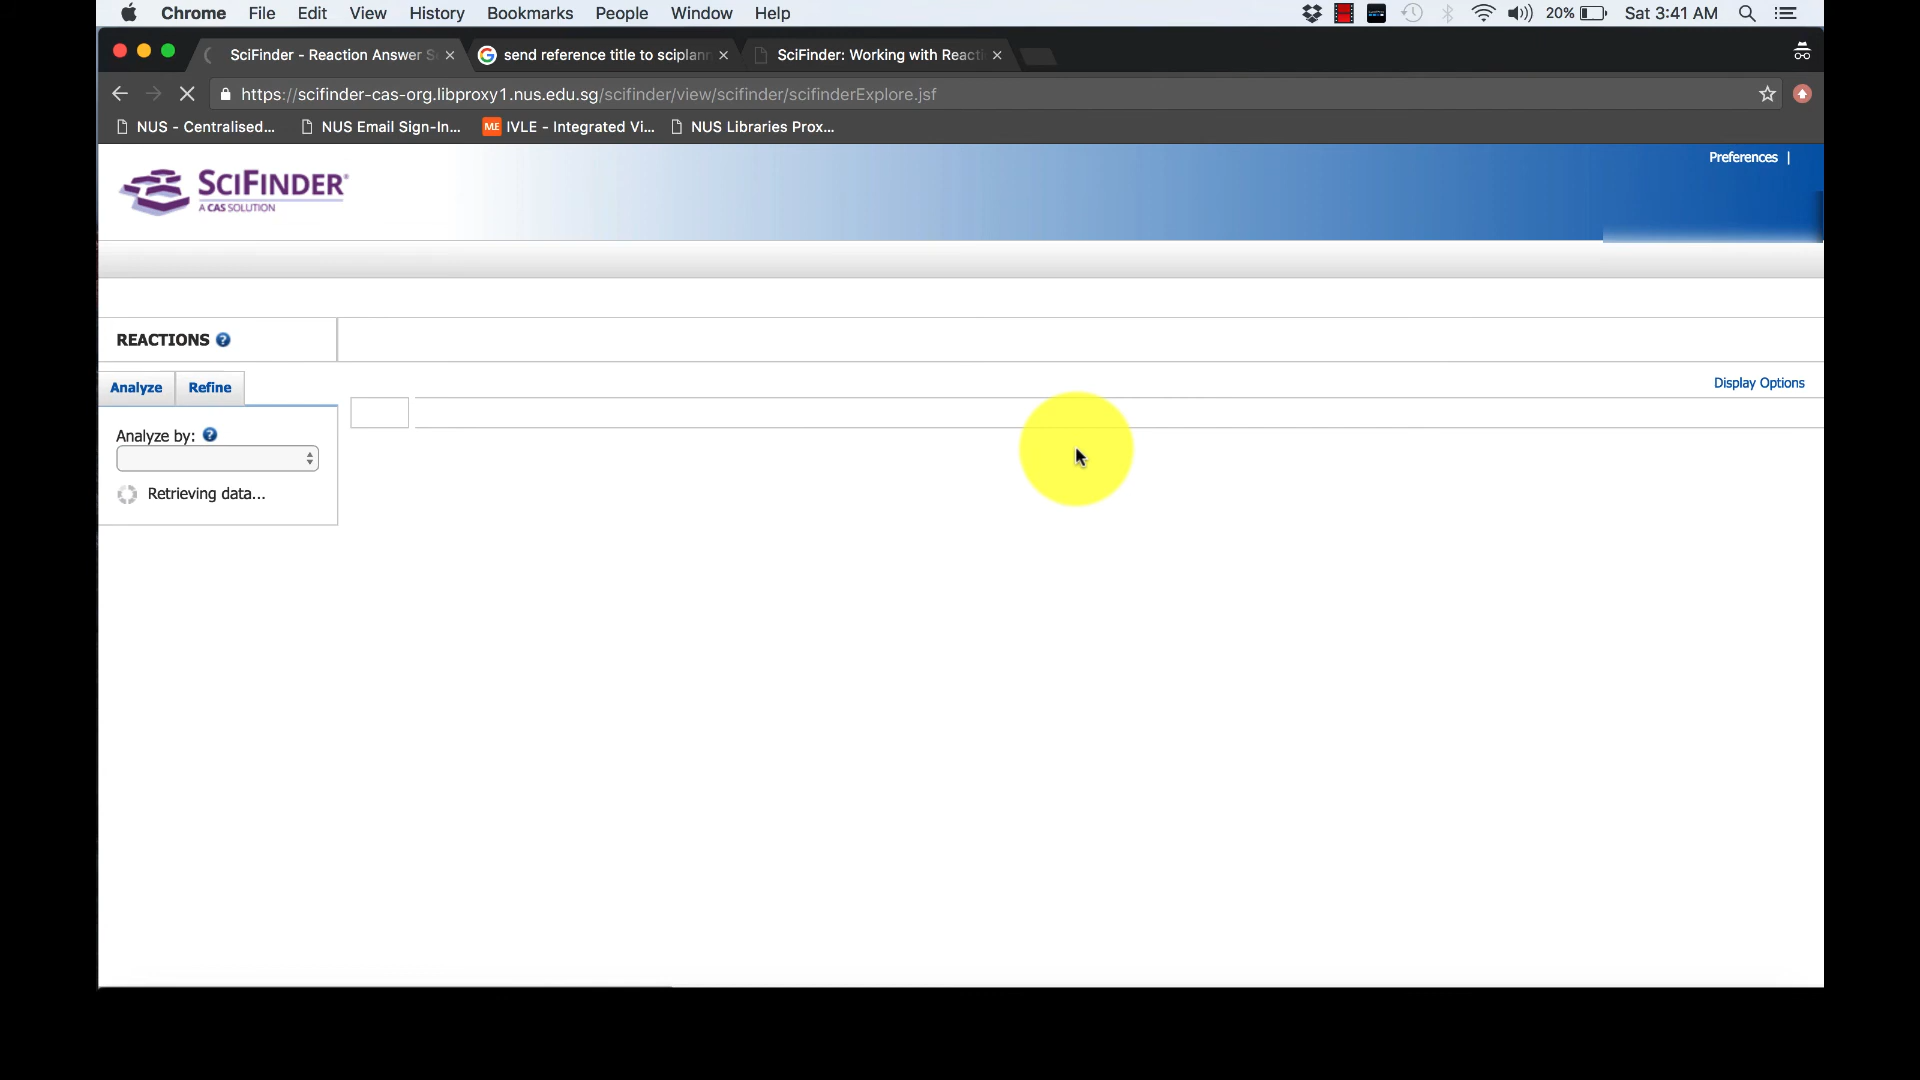 Chrome File Edit View History Bookmarks People Window Help 20% Sat 3:41 AM
SciFinder - Reaction Answer S send reference title to sciplann SciFinder: Working with Reacti
https://scifinder-cas-org.libproxy1.nus.edu.sg/scifinder/view/scifinder/scifinderExplore.jsf
NUS - Centralised... NUS Email Sign-In... ME IVLE - Integrated Vi... NUS Libraries Prox...
Preferences |
SCIFINDER®
A CAS SOLUTION
REACTIONS ?
Analyze Refine
Display Options
Analyze by: ?
Retrieving data...